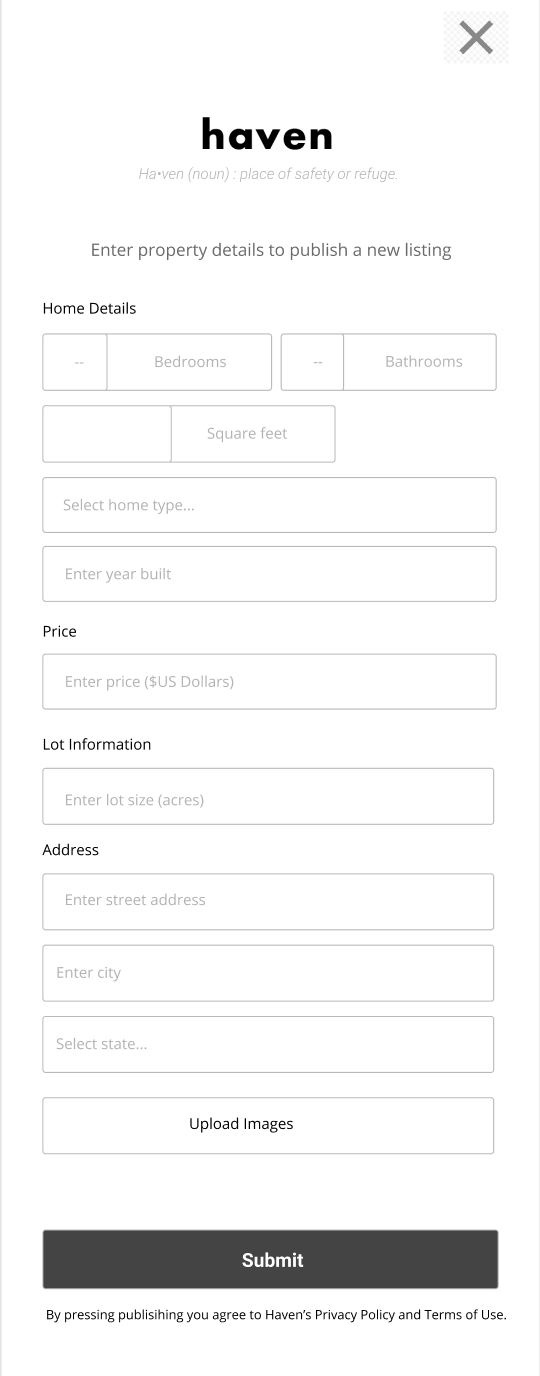 haven
Ha•ven (noun) : place of safety or refuge.
Enter property details to publish a new listing
Home Details
-- Bedrooms -- Bathrooms
Square feet
Select home type...
Enter year built
Price
Enter price ($US Dollars)
Lot Information
Enter lot size (acres)
Address
Enter street address
Enter city
Select state...
Upload Images
Submit
By pressing publisihing you agree to Haven’s Privacy Policy and Terms of Use.